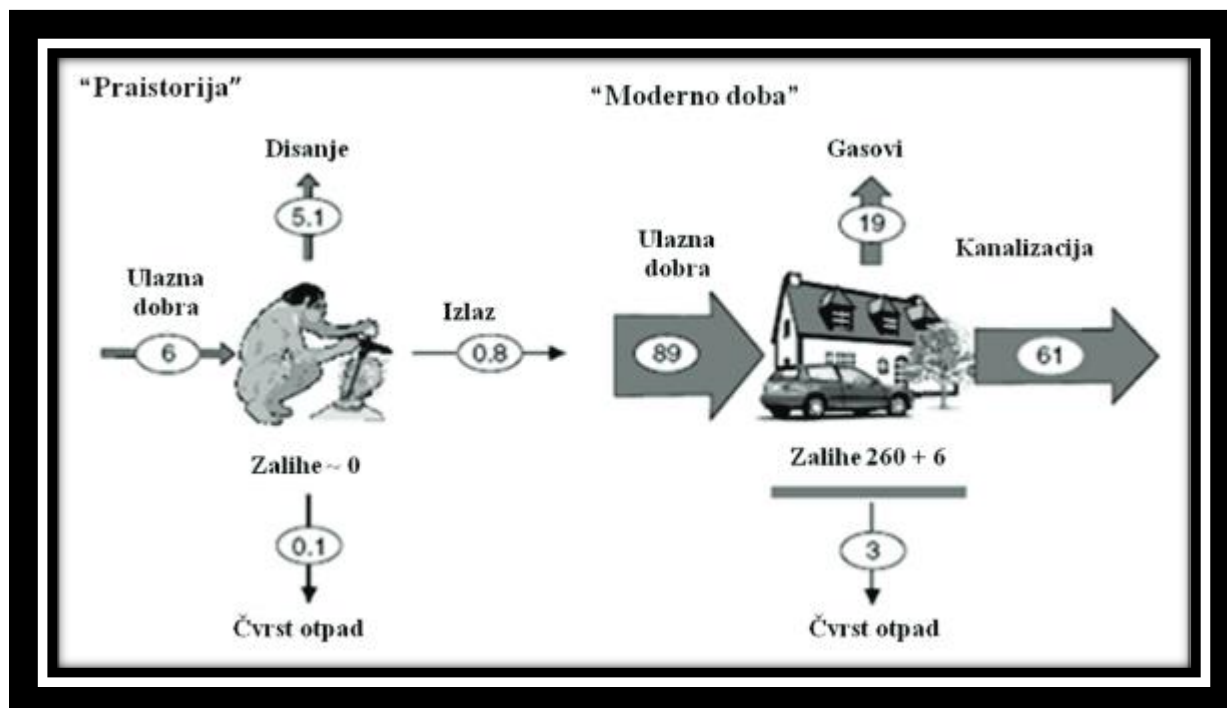 “Praistorija”
Disanje
5.1
Ulazna
dobra
6
Izlaz
0.8
Zalihe ~ 0
0.1
Čvrst otpad
“Moderno doba”
Gasovi
19
Ulazna
dobra
89
Kanalizacija
61
Zalihe 260 + 6
3
Čvrst otpad